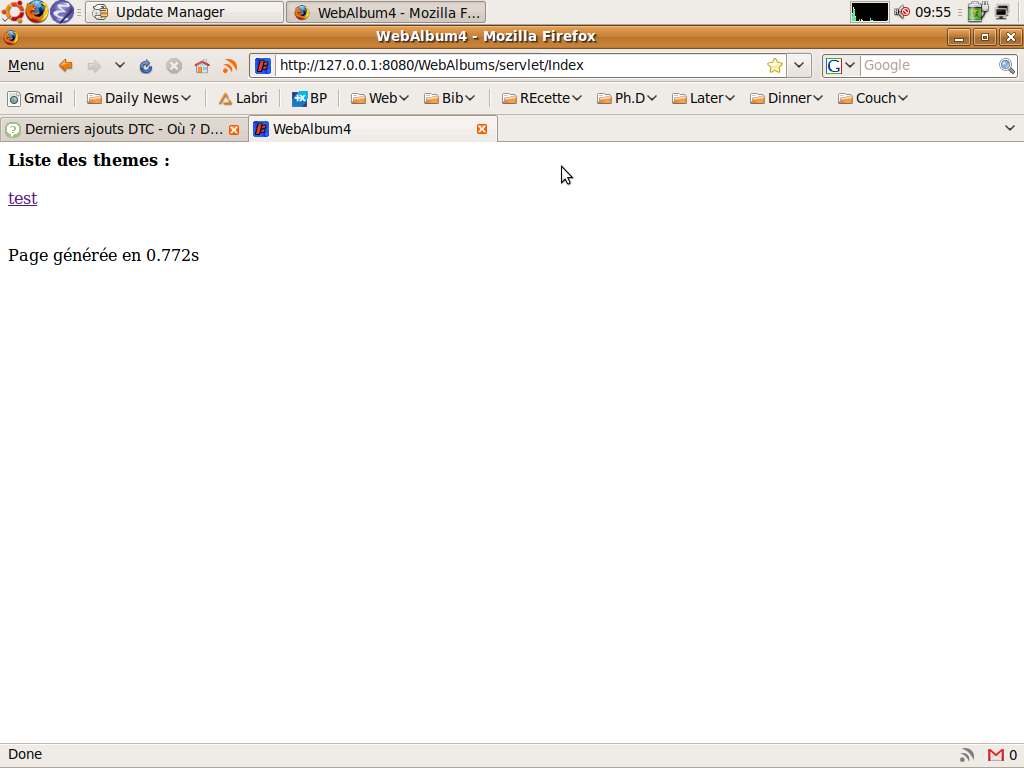 Update Manager
WebAlbum4 - Mozilla F...
09:55
WebAlbum4 - Mozilla Firefox
Menu
http://127.0.0.1:8080/WebAlbums/servlet/Index
G
Google
Gmail
Daily News
Labri
BP
Web
Bib
REcette
Ph.D
Later
Dinner
Couch
Derniers ajouts DTC - Où ? D...
WebAlbum4
Liste des themes :
test
Page générée en 0.772s
Done
0